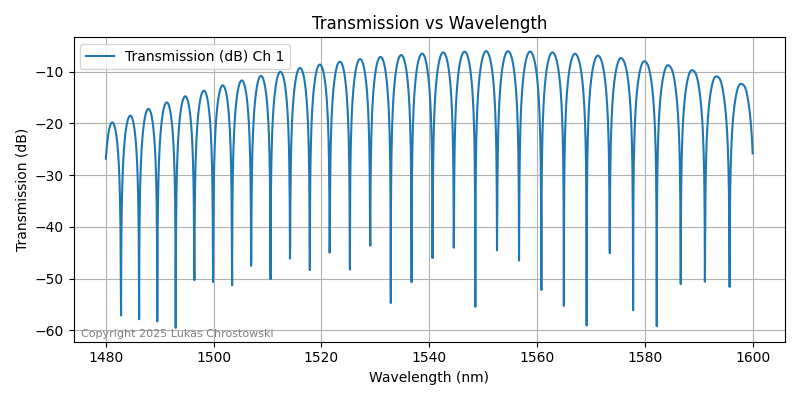 Transmission vs Wavelength
Transmission (dB) Ch 1
Transmission (dB)
−10
−20
−30
−40
−50
−60
Copyright 2025 Lukas Chrostowski
1480 1500 1520 1540 1560 1580 1600
Wavelength (nm)